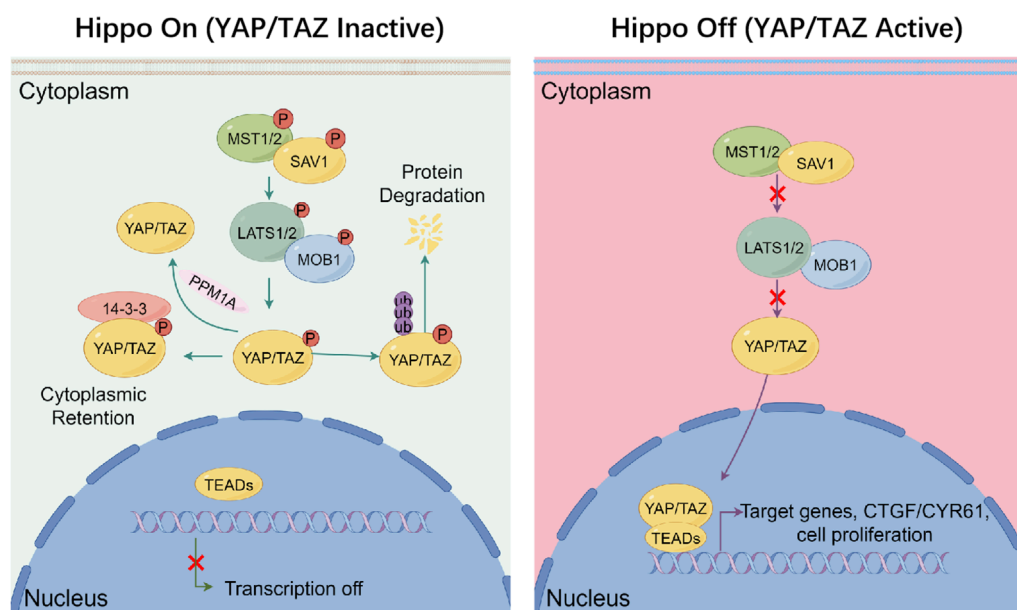 Hippo On (YAP/TAZ Inactive)
Cytoplasm
MST1/2
P
SAV1
P
Protein
Degradation
YAP/TAZ
LATS1/2
P
MOB1
P
PPM1A
14-3-3
YAP/TAZ
P
YAP/TAZ
P
ub
ub
ub
YAP/TAZ
P
Cytoplasmic
Retention
TEADs
Transcription off
Nucleus
Hippo Off (YAP/TAZ Active)
Cytoplasm
MST1/2
SAV1
LATS1/2
MOB1
YAP/TAZ
YAP/TAZ
TEADs
Target genes, CTGF/CYR61,
cell proliferation
Nucleus